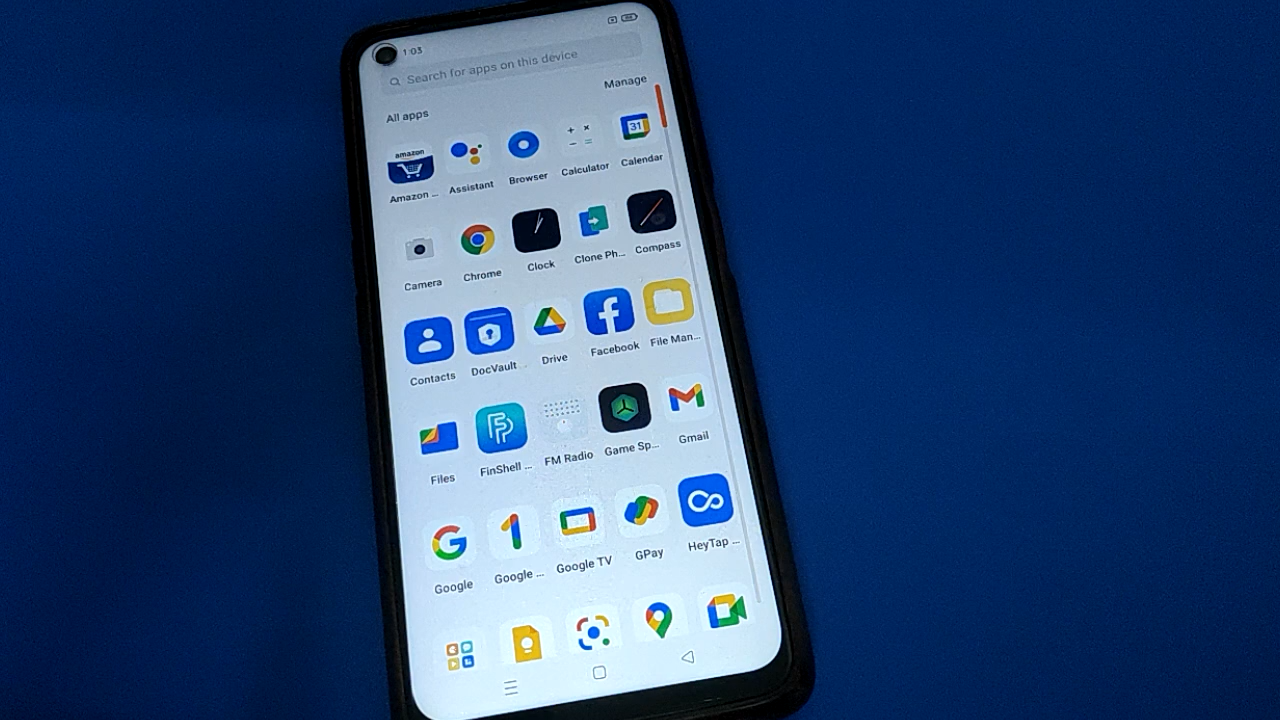 1:03
Search for apps on this device
Manage
All apps
amazon
31
Amazon ...
Assistant
Browser
Calculator
Calendar
Camera
Chrome
Clock
Clone Ph...
Compass
Contacts
DocVault
Drive
Facebook
File Man...
Files
FinShell ...
FM Radio
Game Sp...
Gmail
Google
Google ...
Google TV
GPay
HeyTap ...